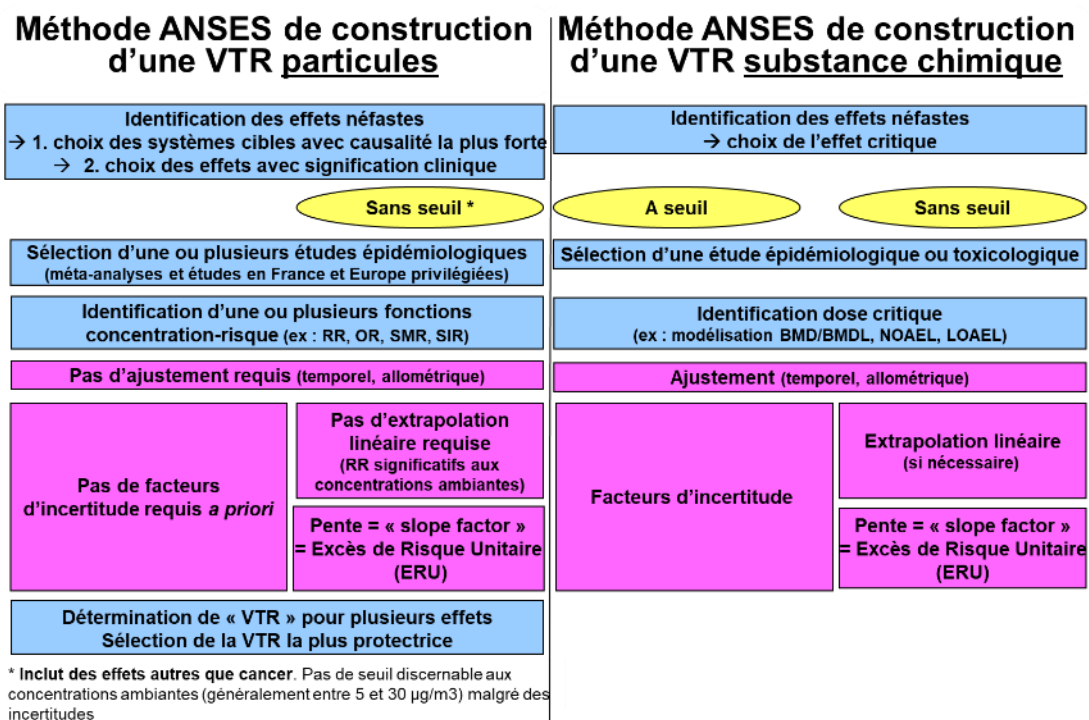 Méthode ANSES de construction
d'une VTR particules
Identification des effets néfastes
→ 1. choix des systèmes cibles avec causalité la plus forte
→ 2. choix des effets avec signification clinique
Sans seuil *
Sélection d'une ou plusieurs études épidémiologiques
(méta-analyses et études en France et Europe privilégiées)
Identification d'une ou plusieurs fonctions
concentration-risque (ex : RR, OR, SMR, SIR)
Pas d'ajustement requis (temporel, allométrique)
Pas de facteurs
d'incertitude requis a priori
Pas d'extrapolation
linéaire requise
(RR significatifs aux
concentrations ambiantes)
Pente = « slope factor »
= Excès de Risque Unitaire
(ERU)
Détermination de « VTR » pour plusieurs effets
Sélection de la VTR la plus protectrice
* Inclut des effets autres que cancer. Pas de seuil discernable aux
concentrations ambiantes (généralement entre 5 et 30 µg/m3) malgré des
incertitudes
Méthode ANSES de construction
d'une VTR substance chimique
Identification des effets néfastes
→ choix de l'effet critique
A seuil
Sans seuil
Sélection d'une étude épidémiologique ou toxicologique
Identification dose critique
(ex : modélisation BMD/BMDL, NOAEL, LOAEL)
Ajustement (temporel, allométrique)
Facteurs d'incertitude
Extrapolation linéaire
(si nécessaire)
Pente = « slope factor »
= Excès de Risque Unitaire
(ERU)